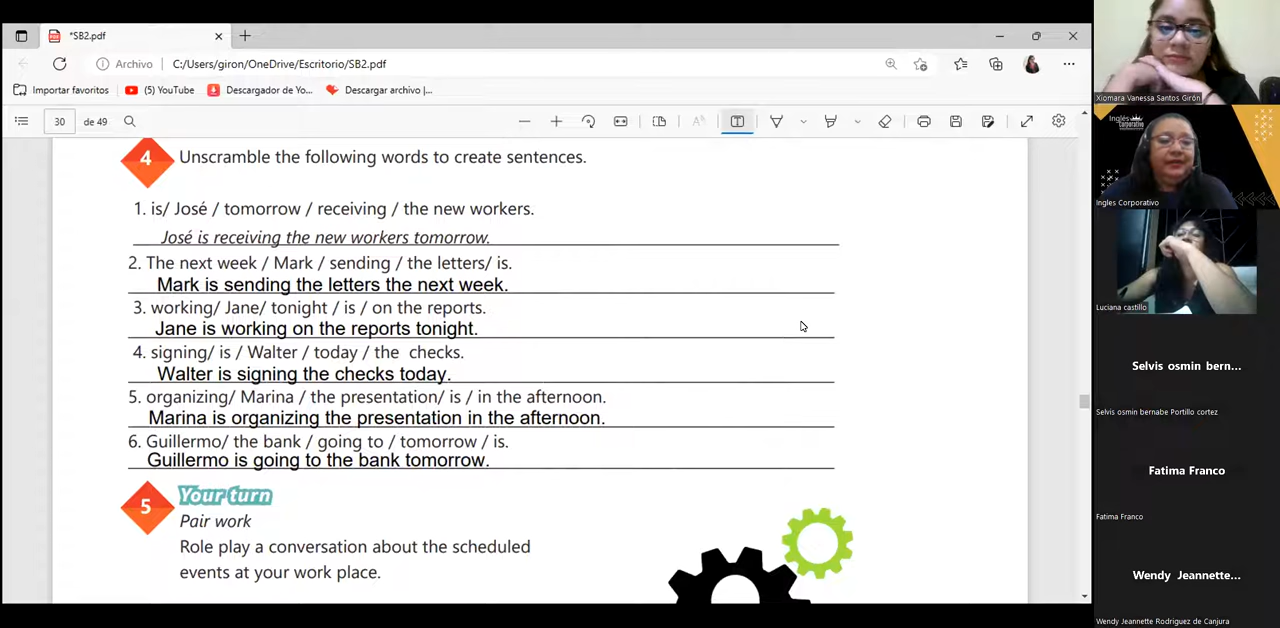 *SB2.pdf
Archivo C:/Users/giron/OneDrive/Escritorio/SB2.pdf
Importar favoritos (5) YouTube Descargador de Yo... Descargar archivo |...
30 de 49
4 Unscramble the following words to create sentences.
1. is/ José / tomorrow / receiving / the new workers.
José is receiving the new workers tomorrow.
2. The next week / Mark / sending / the letters/ is.
Mark is sending the letters the next week.
3. working/ Jane/ tonight / is / on the reports.
Jane is working on the reports tonight.
4. signing/ is / Walter / today / the checks.
Walter is signing the checks today.
5. organizing/ Marina / the presentation/ is / in the afternoon.
Marina is organizing the presentation in the afternoon.
6. Guillermo/ the bank / going to / tomorrow / is.
Guillermo is going to the bank tomorrow.
5 Your turn
Pair work
Role play a conversation about the scheduled
events at your work place.
Xiomara Vanessa Santos Girón
Inglés
Corporativo
Ingles Corporativo
Luciana castillo
Selvis osmin bern...
Selvis osmin bernabe Portillo cortez
Fatima Franco
Fatima Franco
Wendy Jeannette...
Wendy Jeannette Rodriguez de Canjura